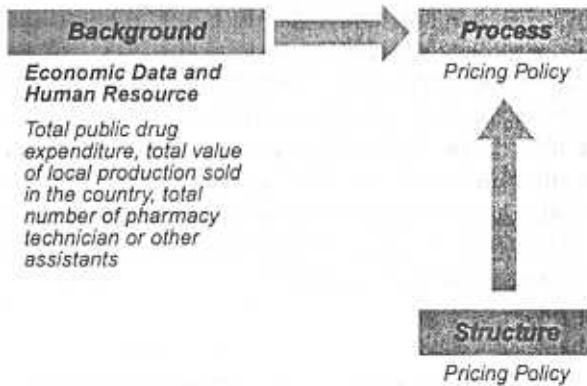 Background
Process
Economic Data and
Human Resource
Pricing Policy
Total public drug
expenditure, total value
of local production sold
in the country, total
number of pharmacy
technician or other
assistants
Structure
Pricing Policy